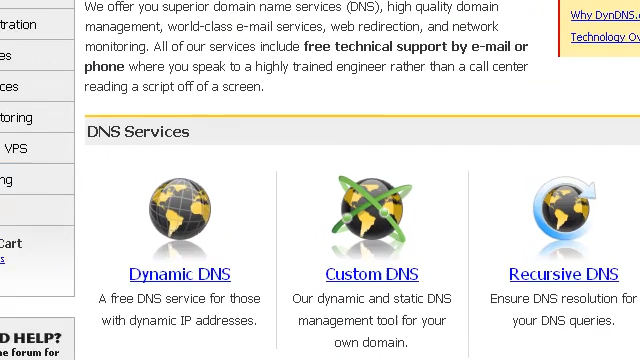 We offer you superior domain name services (DNS), high quality domain
management, world-class e-mail services, web redirection, and network
monitoring. All of our services include free technical support by e-mail or
phone where you speak to a highly trained engineer rather than a call center
reading a script off of a screen.
Why DynDNS.
Technology Ov
tration
es
ces
toring
VPS
ng
Cart
s
D HELP?
e forum for
DNS Services
Dynamic DNS
A free DNS service for those
with dynamic IP addresses.
Custom DNS
Our dynamic and static DNS
management tool for your
own domain.
Recursive DNS
Ensure DNS resolution for
your DNS queries.